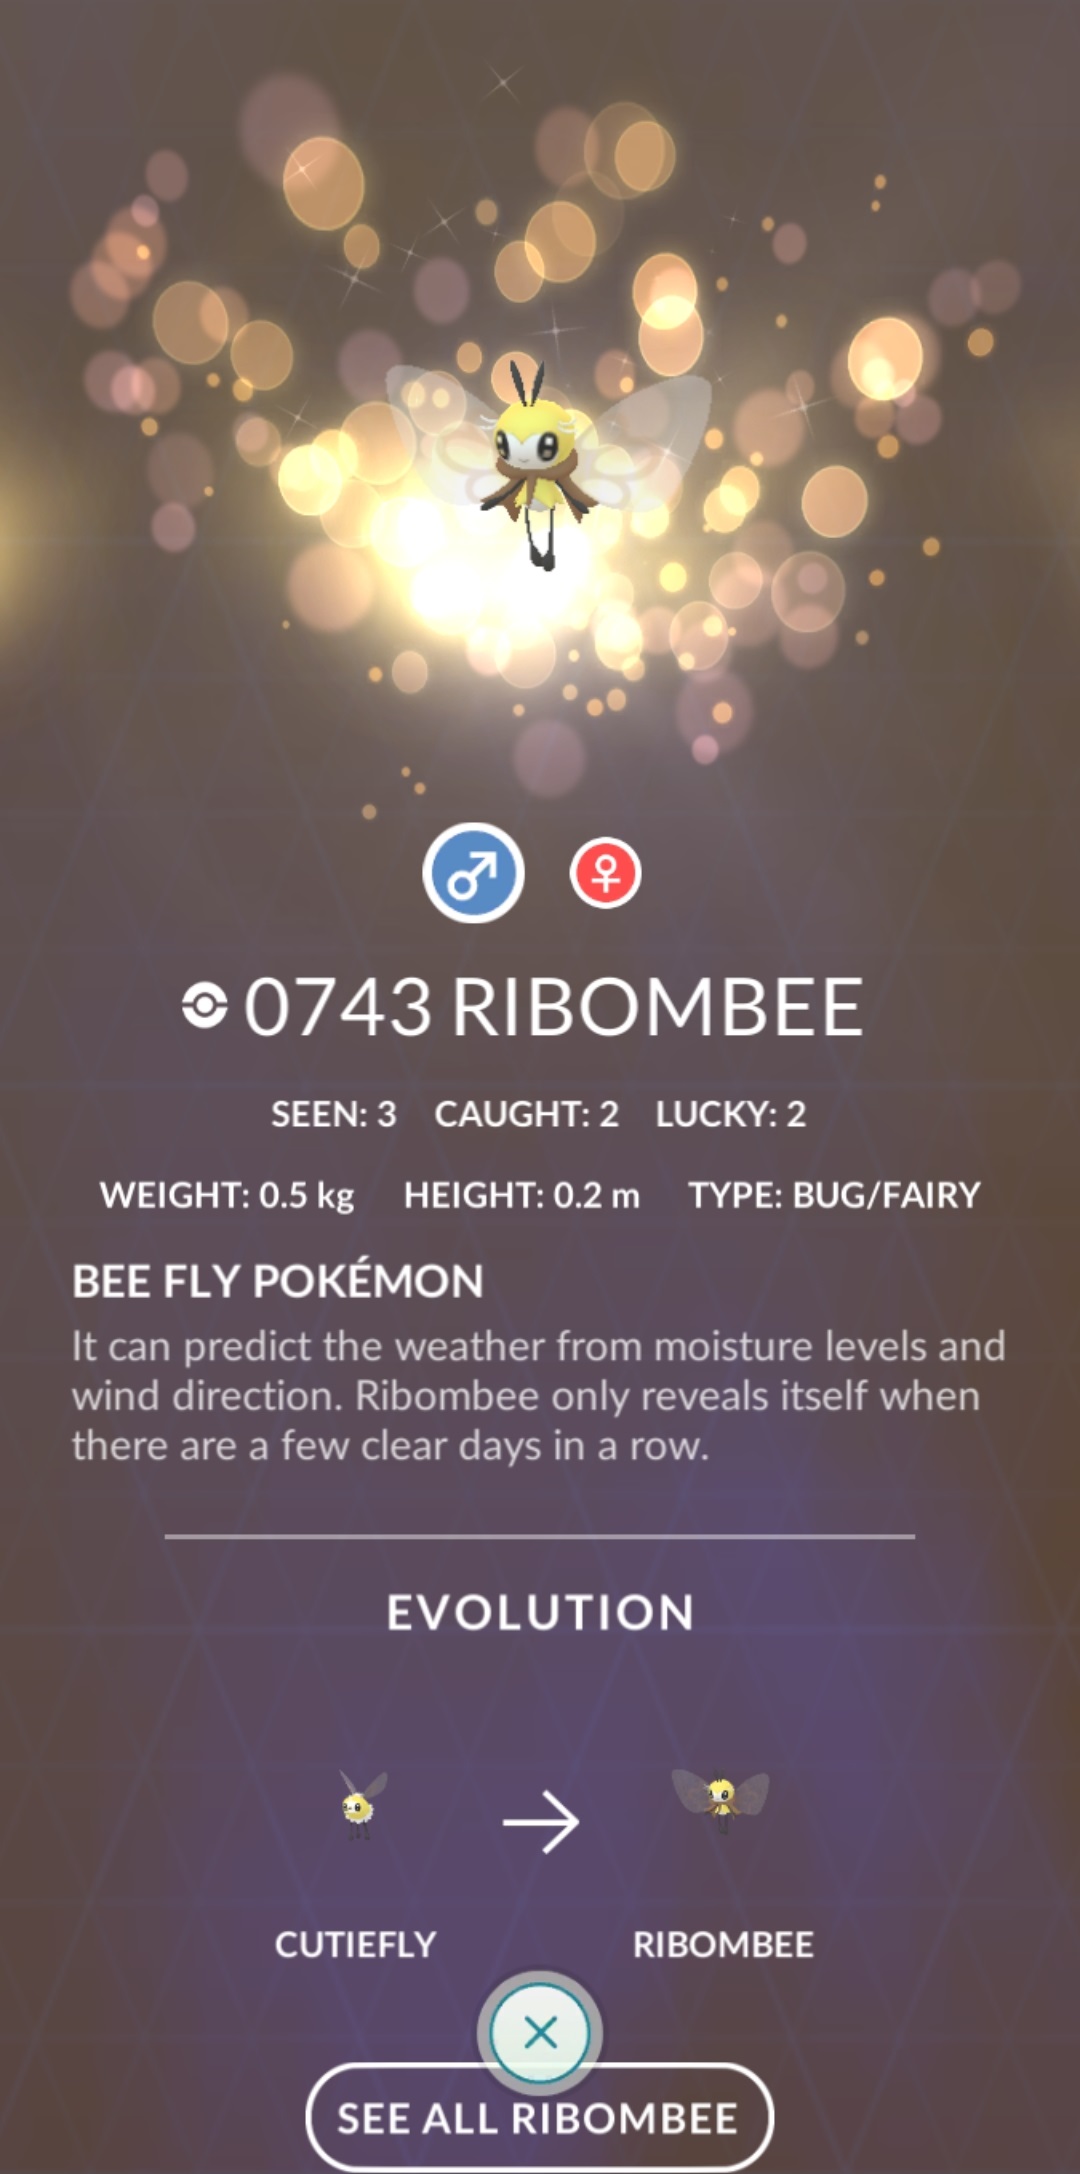 0743 RIBOMBEE
SEEN: 3 CAUGHT: 2 LUCKY: 2
WEIGHT: 0.5 kg HEIGHT: 0.2 m TYPE: BUG/FAIRY
BEE FLY POKÉMON
It can predict the weather from moisture levels and
wind direction. Ribombee only reveals itself when
there are a few clear days in a row.
EVOLUTION
CUTIEFLY RIBOMBEE
SEE ALL RIBOMBEE